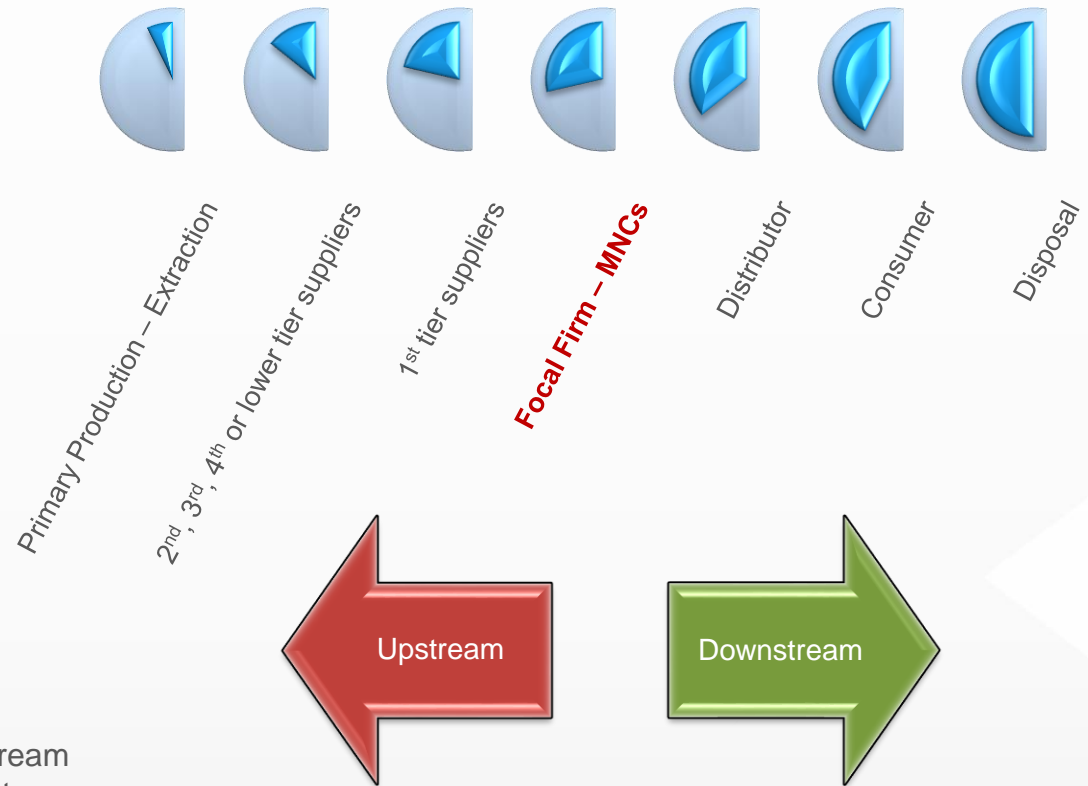 Primary Production – Extraction
2nd, 3rd, 4th or lower tier suppliers
1st tier suppliers
Focal Firm – MNCs
Distributor
Consumer
Disposal
Upstream
Downstream
ream